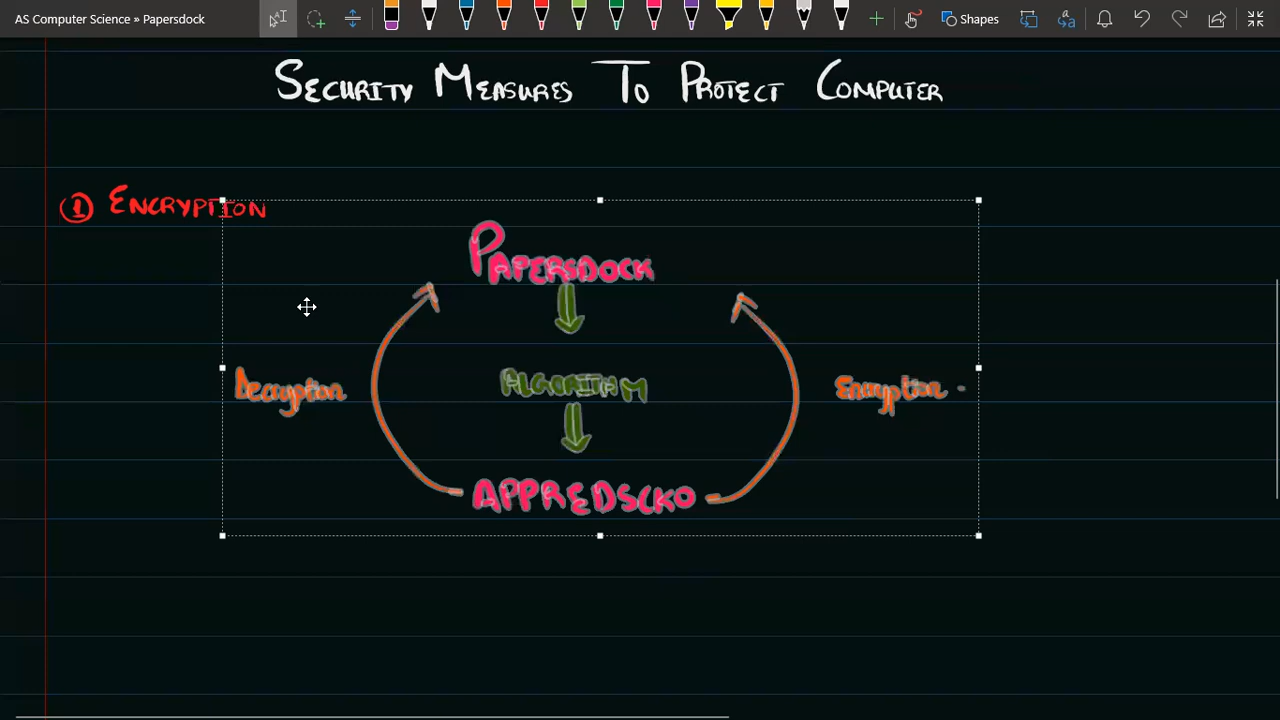 AS Computer Science » Papersdock
Shapes
SECURITY MEASURES TO PROTECT COMPUTER
① ENCRYPTION
PAPERSDOCK
Decryption
ALGORITHM
Encryption
APPREDSCKO